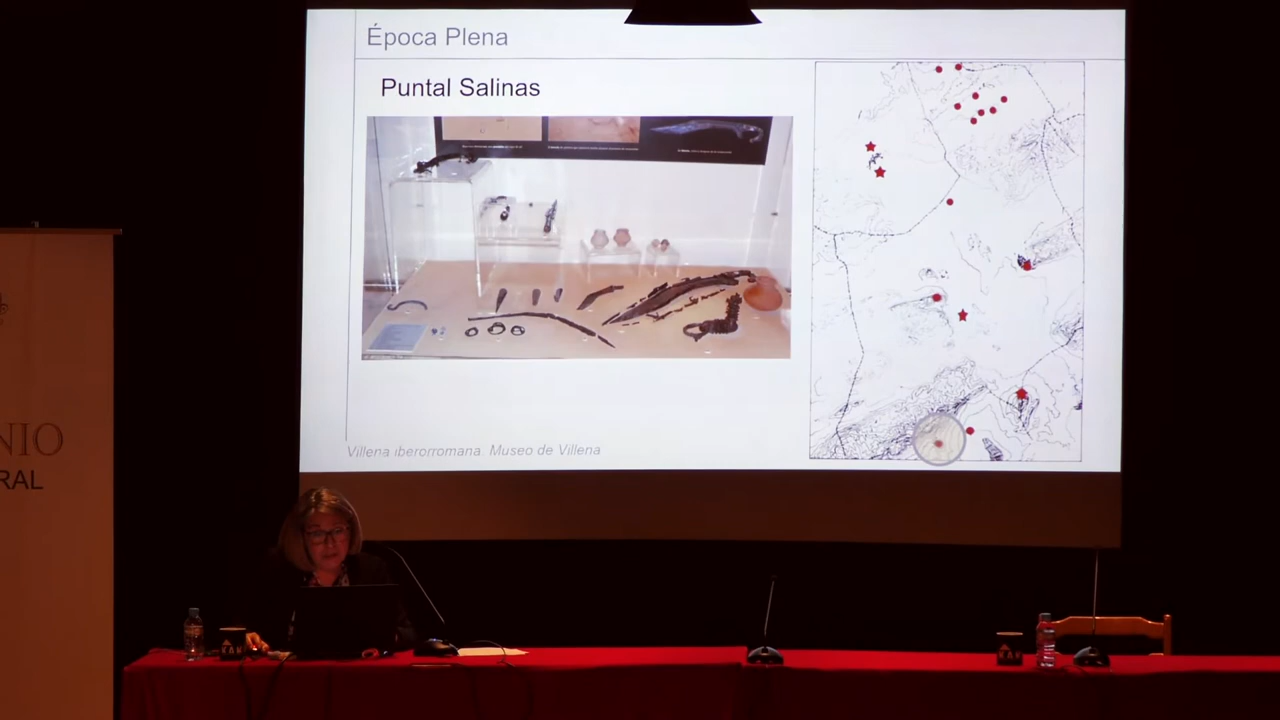 Época Plena
Puntal Salinas
Villena iberorromana. Museo de Villena
NIO
RAL